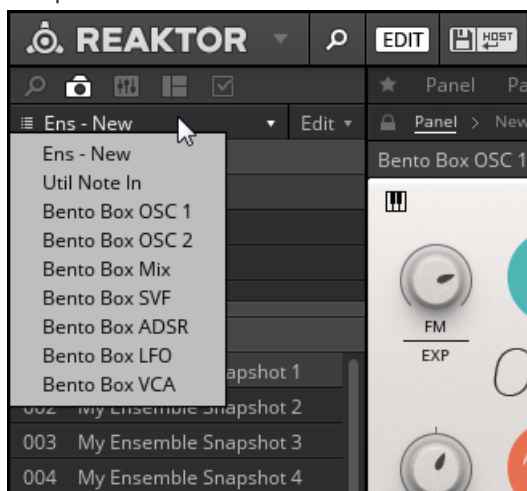 REAKTOR
EDIT
HOST
Panel
Ens - New
Edit
Panel > New
Bento Box OSC 1
Ens - New
Util Note In
Bento Box OSC 1
Bento Box OSC 2
Bento Box Mix
Bento Box SVF
Bento Box ADSR
Bento Box LFO
Bento Box VCA
FM
EXP
apshot 1
002 My Ensemble Snapshot 2
003 My Ensemble Snapshot 3
004 My Ensemble Snapshot 4